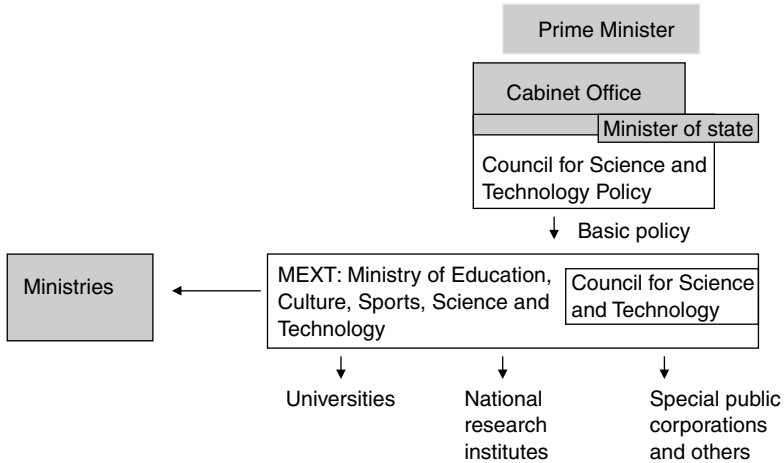 Prime Minister
Cabinet Office
Minister of state
Council for Science and
Technology Policy
Basic policy
Ministries
MEXT: Ministry of Education,
Culture, Sports, Science and
Technology
Council for Science
and Technology
Universities
National
research
institutes
Special public
corporations
and others